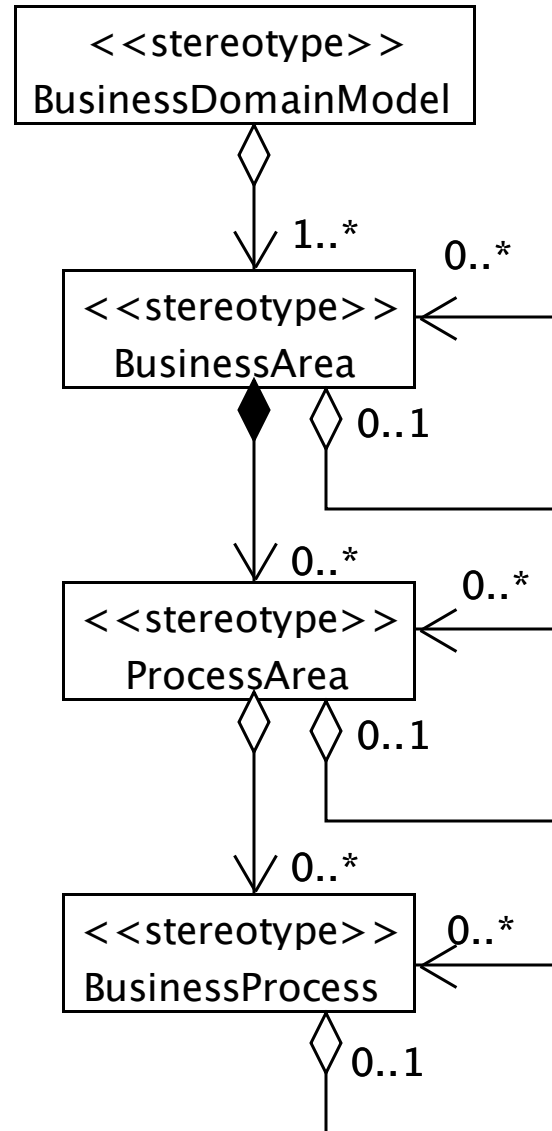 <<stereotype>>
BusinessDomainModel
1..*
0..*
<<stereotype>>
BusinessArea
0..1
0..*
0..*
<<stereotype>>
ProcessArea
0..1
0..*
0..*
<<stereotype>>
BusinessProcess
0..1